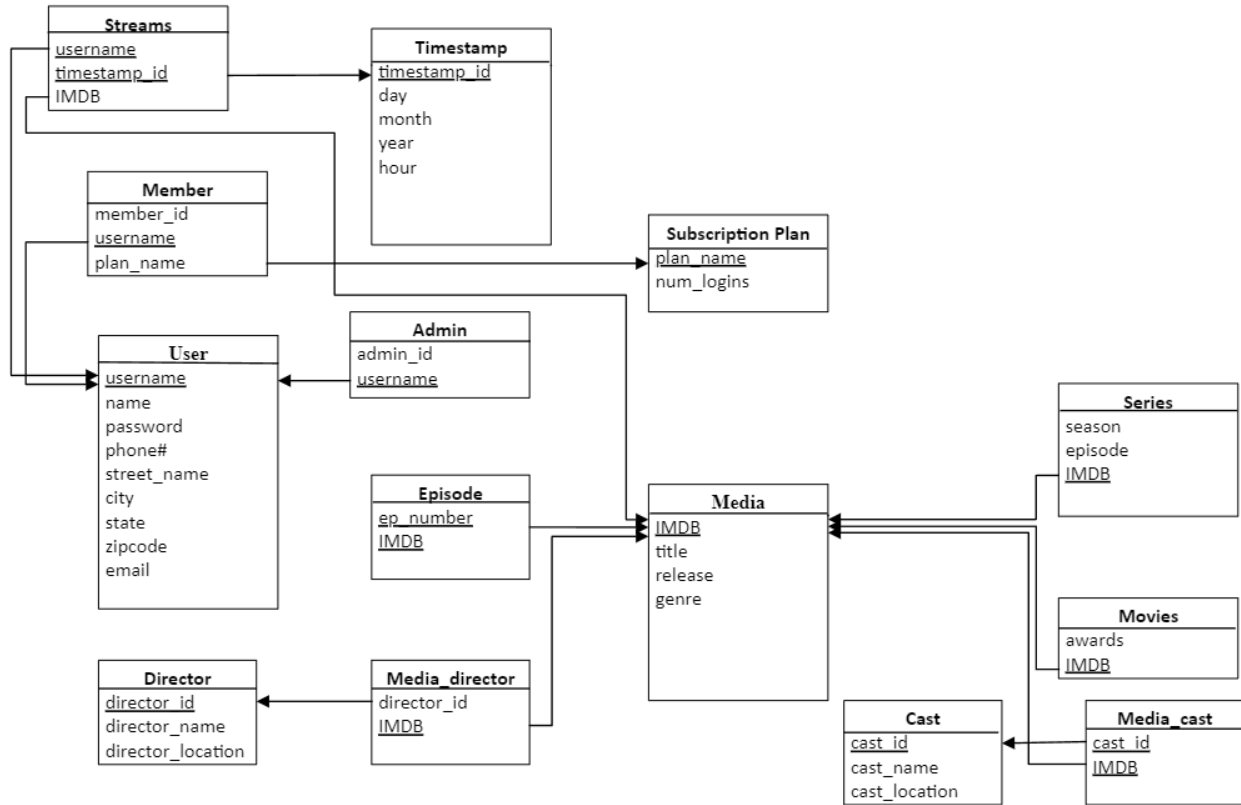 Streams
username
timestamp_id
IMDB
Timestamp
timestamp_id
day
month
year
hour
Member
member_id
username
plan_name
Subscription Plan
plan_name
num_logins
Admin
admin_id
username
User
username
name
password
phone#
street_name
city
state
zipcode
email
Series
season
episode
IMDB
Episode
ep_number
IMDB
Media
IMDB
title
release
genre
Movies
awards
IMDB
Director
director_id
director_name
director_location
Media_director
director_id
IMDB
Cast
cast_id
cast_name
cast_location
Media_cast
cast_id
IMDB